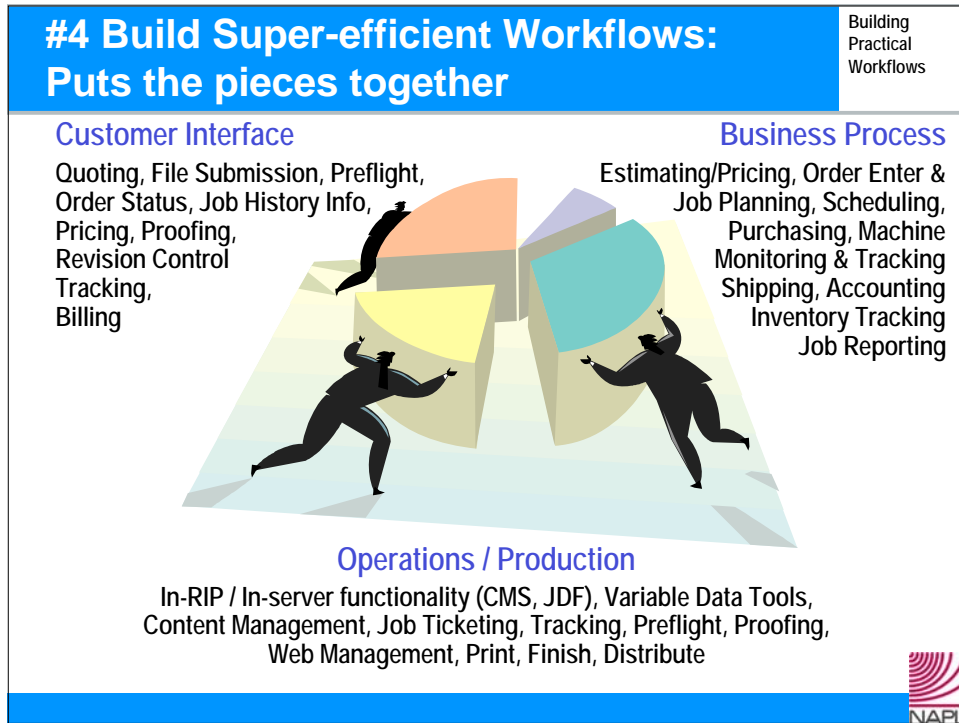 #4 Build Super-efficient Workflows:
Puts the pieces together
Building
Practical
Workflows
Customer Interface
Quoting, File Submission, Preflight,
Order Status, Job History Info,
Pricing, Proofing,
Revision Control
Tracking,
Billing
Business Process
Estimating/Pricing, Order Enter &
Job Planning, Scheduling,
Purchasing, Machine
Monitoring & Tracking
Shipping, Accounting
Inventory Tracking
Job Reporting
Operations / Production
In-RIP / In-server functionality (CMS, JDF), Variable Data Tools,
Content Management, Job Ticketing, Tracking, Preflight, Proofing,
Web Management, Print, Finish, Distribute